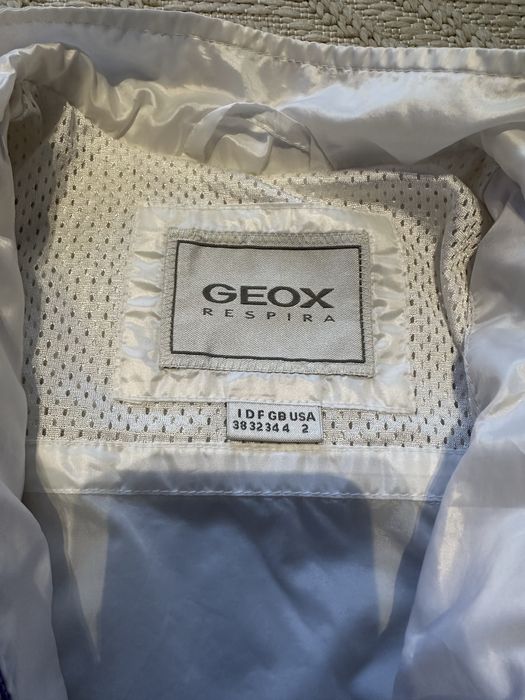 GEOX
RESPIRA
I D F GB USA
38 32 34 4 2